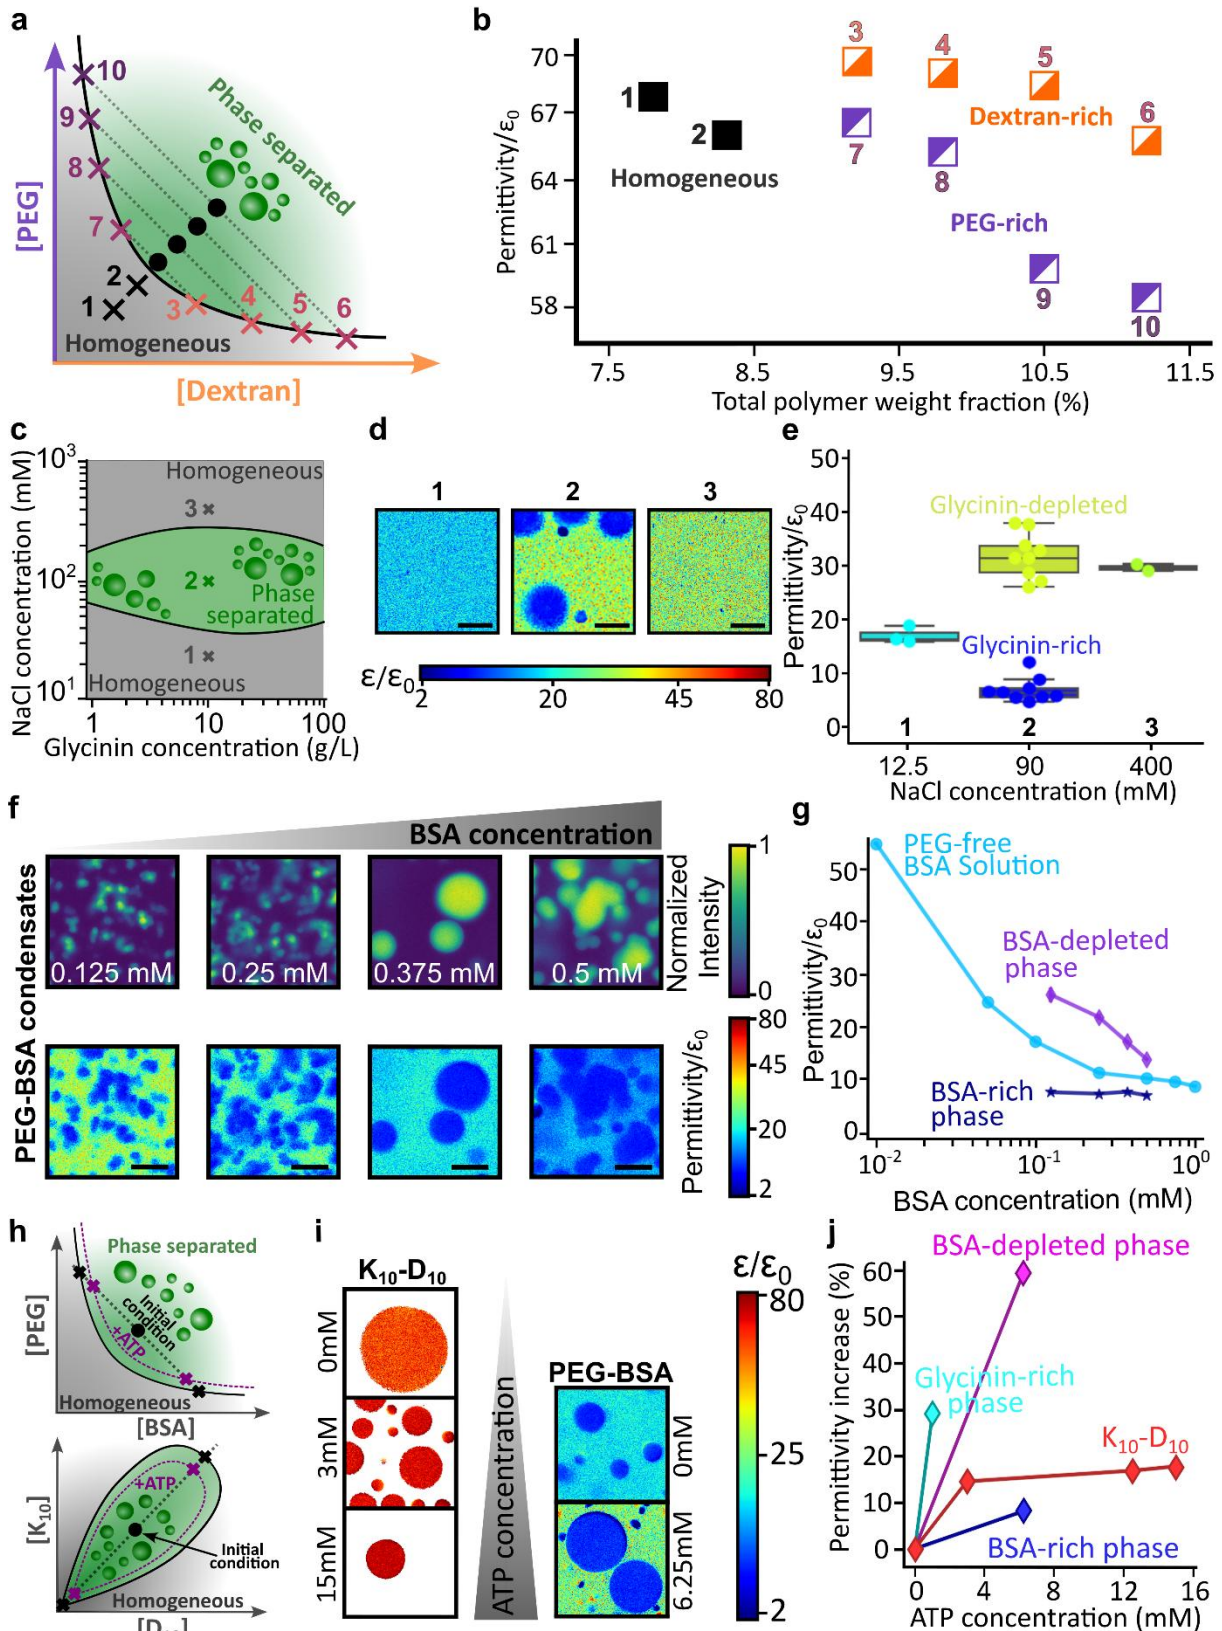 a
10
9
8
7
2
1
3
4
5
6
Phase separated
Homogeneous
[PEG]
[Dextran]
b
70
67
64
61
58
7.5
8.5
9.5
10.5
11.5
Permittivity/ε₀
Total polymer weight fraction (%)
1
2
Homogeneous
3
4
5
6
Dextran-rich
7
8
PEG-rich
9
10
c
10³
10²
10¹
NaCl concentration (mM)
Homogeneous
3
2
Phase
separated
1
Homogeneous
1
10
100
Glycinin concentration (g/L)
d
1
2
3
ε/ε₀
2
20
45
80
e
50
40
30
20
10
0
Permittivity/ε₀
Glycinin-depleted
Glycinin-rich
1
2
3
12.5
90
400
NaCl concentration (mM)
f
BSA concentration
PEG-BSA condensates
0.125 mM
0.25 mM
0.375 mM
0.5 mM
Normalized
Intensity
1
0
Permittivity/ε₀
80
45
20
2
g
PEG-free
BSA Solution
BSA-depleted
phase
BSA-rich
phase
50
40
30
20
10
0
Permittivity/ε₀
10⁻²
10⁻¹
10⁰
BSA concentration (mM)
h
Phase separated
Initial
condition
+ATP
Homogeneous
[PEG]
[BSA]
+ATP
Initial
condition
Homogeneous
[K₁₀]
i
K₁₀-D₁₀
0mM
3mM
15mM
ATP concentration
PEG-BSA
0mM
6.25mM
ε/ε₀
80
25
2
j
BSA-depleted phase
Glycinin-rich
phase
K₁₀-D₁₀
BSA-rich phase
60
50
40
30
20
10
0
Permittivity increase (%)
0
4
8
12
16
ATP concentration (mM)